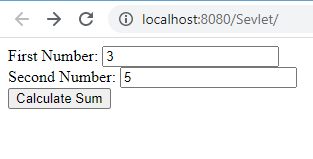 localhost:8080/Sevlet/
First Number: 3
Second Number: 5
Calculate Sum